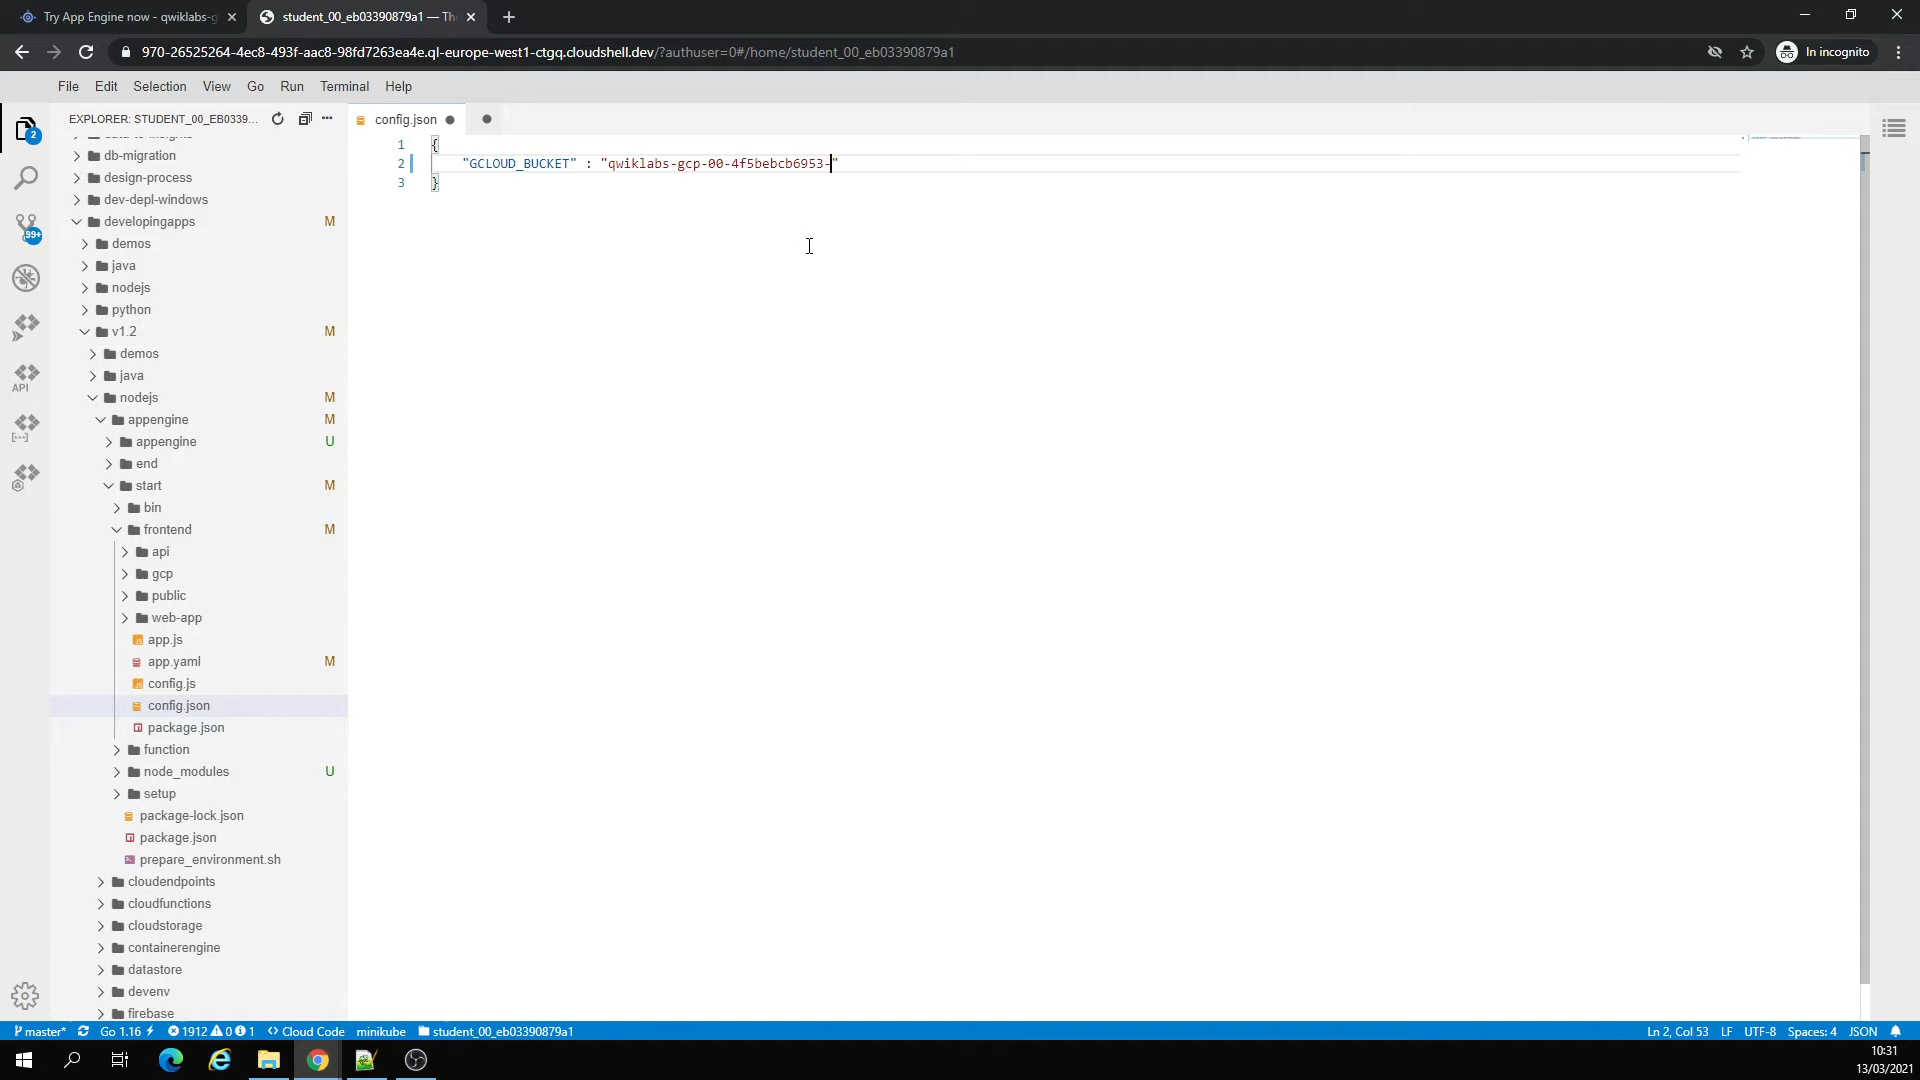 Try App Engine now - qwiklabs-g
student_00_eb03390879a1 — The
970-26525264-4ec8-493f-aac8-98fd7263ea4e.ql-europe-west1-ctgq.cloudshell.dev/?authuser=0#/home/student_00_eb03390879a1
In incognito
File Edit Selection View Go Run Terminal Help
EXPLORER: STUDENT_00_EB0339...
config.json
1 {
2 "GCLOUD_BUCKET" : "qwiklabs-gcp-00-4f5bebcb6953-"
3 }
2
99+
API
db-migration
design-process
dev-depl-windows
developingapps M
demos
java
nodejs
python
v1.2 M
demos
java
nodejs M
appengine M
appengine U
end
start M
bin
frontend M
api
gcp
public
web-app
app.js
app.yaml M
config.js
config.json
package.json
function
node_modules U
setup
package-lock.json
package.json
prepare_environment.sh
cloudendpoints
cloudfunctions
cloudstorage
containerengine
datastore
devenv
firebase
master* Go 1.16 1912 0 1 Cloud Code minikube student_00_eb03390879a1
Ln 2, Col 53 LF UTF-8 Spaces: 4 JSON
10:31
13/03/2021